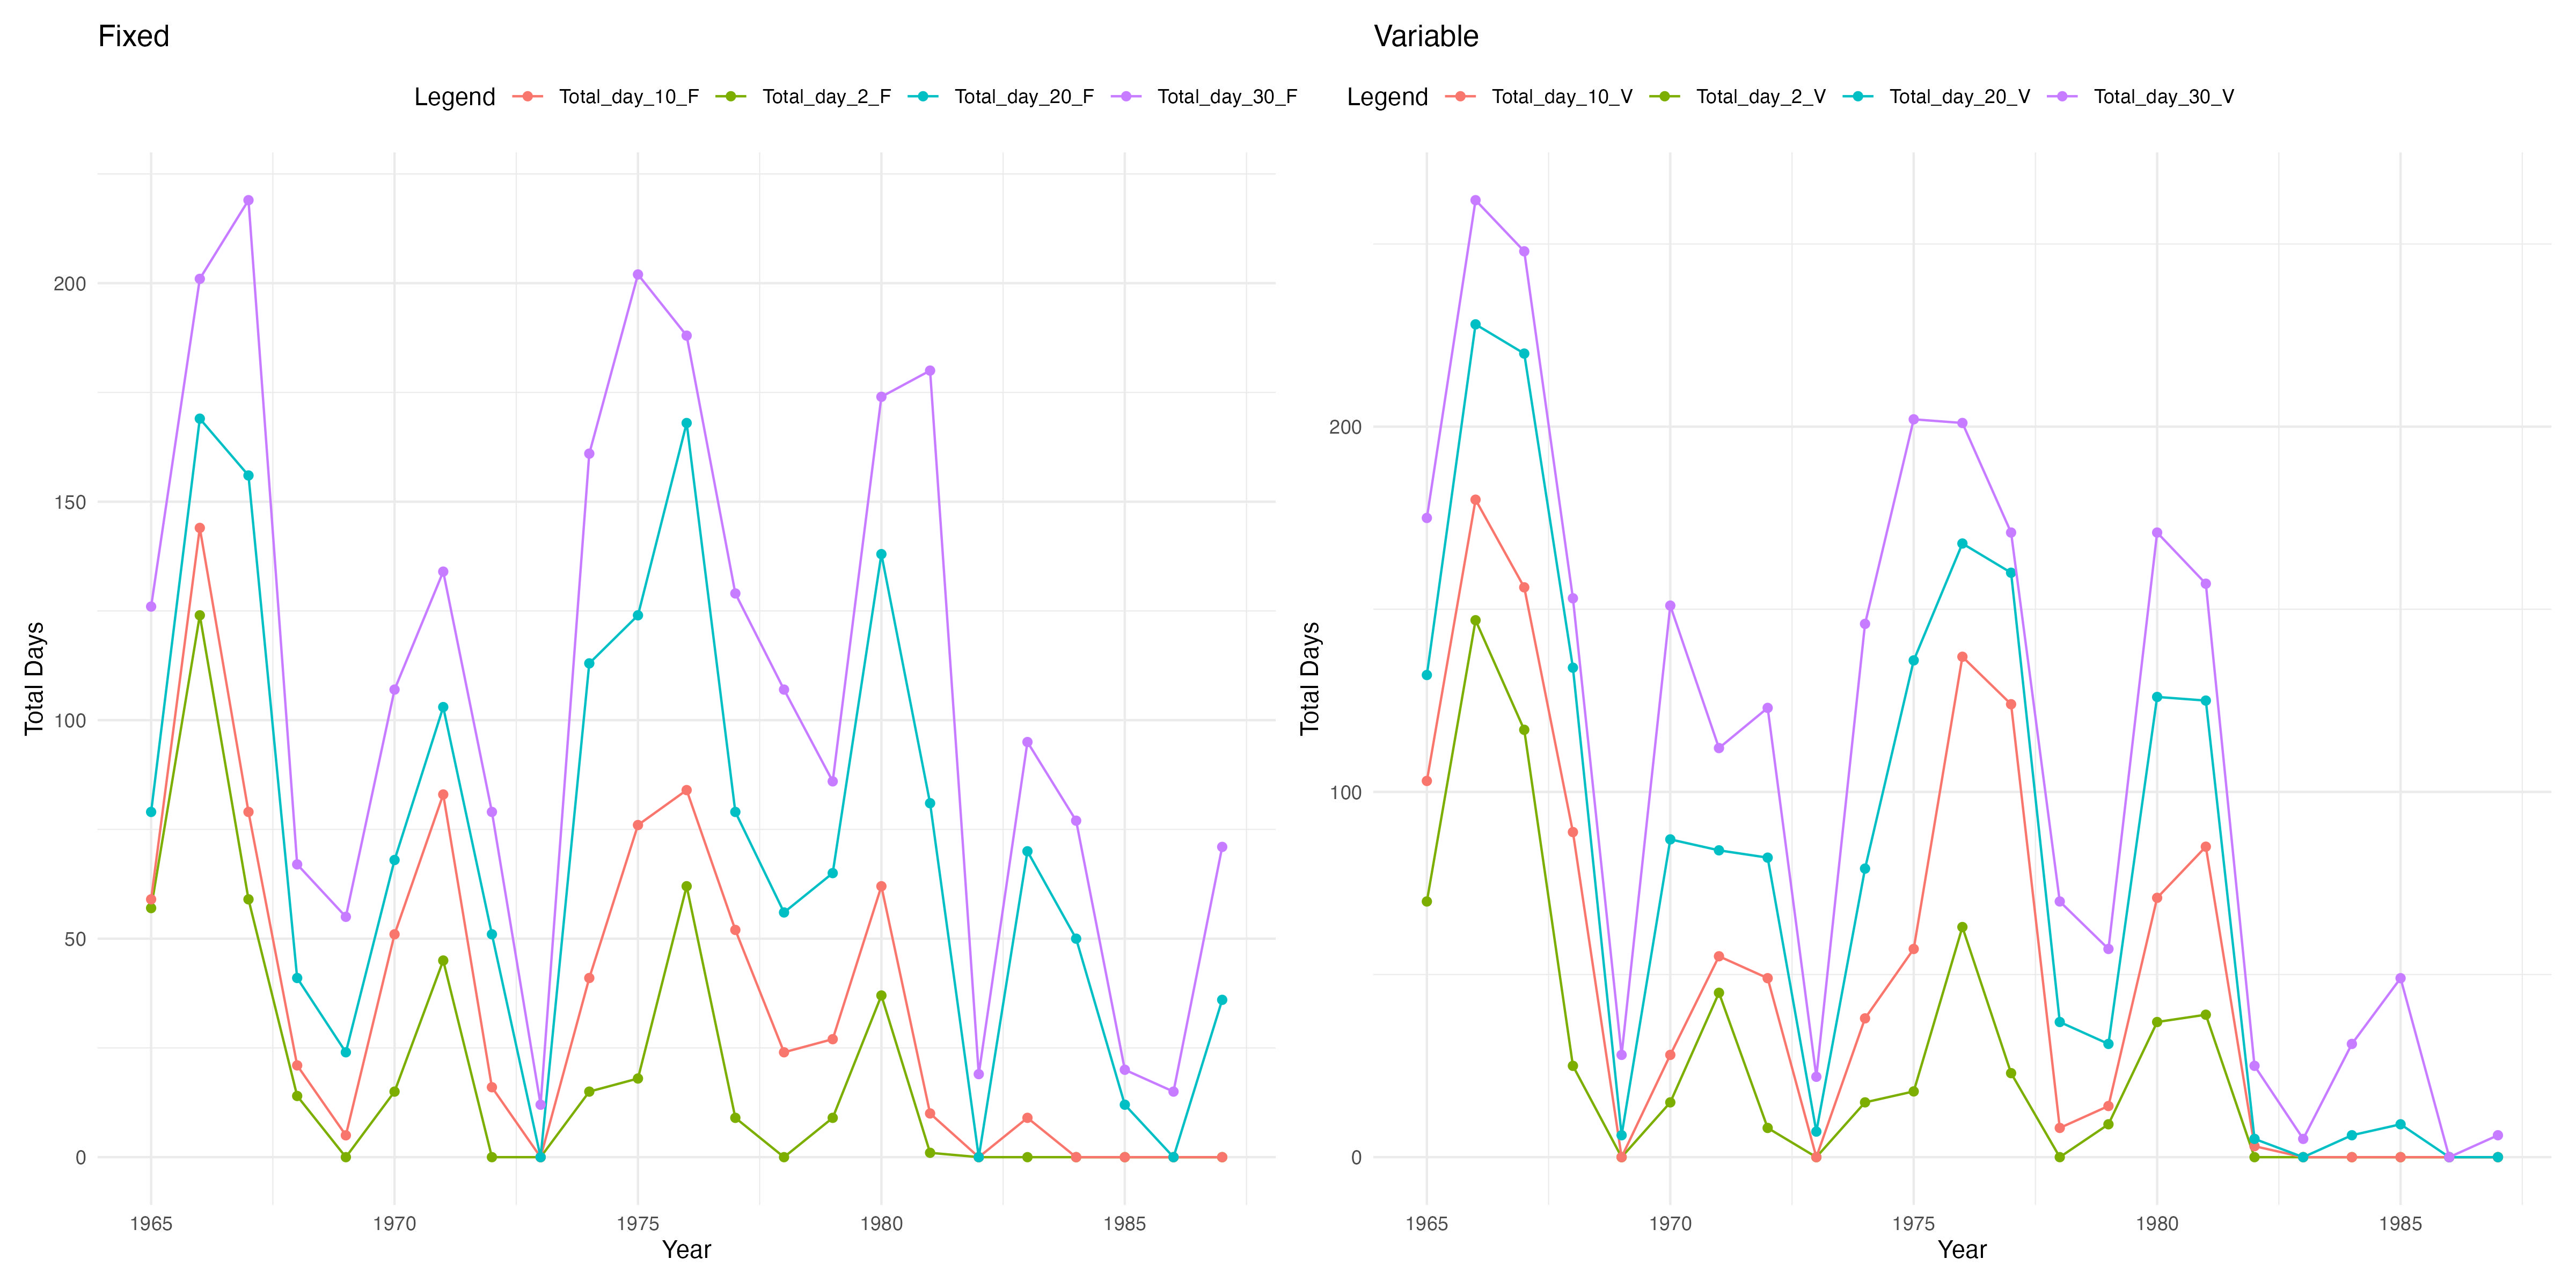 Fixed
Legend Total_day_10_F Total_day_2_F Total_day_20_F Total_day_30_F
200
150
100
50
0
Total Days
1965 1970 1975 1980 1985
Year
Variable
Legend Total_day_10_V Total_day_2_V Total_day_20_V Total_day_30_V
200
100
0
Total Days
1965 1970 1975 1980 1985
Year